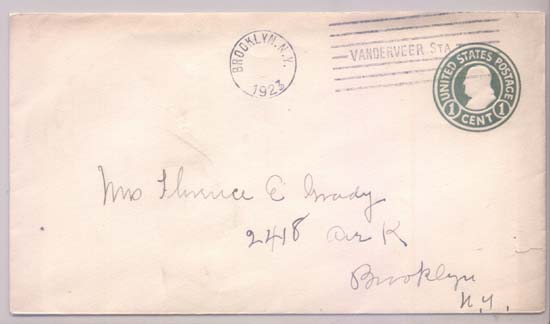 BROOKLYN, N.Y.
1923
VANDERVEER STA.
UNITED STATES POSTAGE
1 CENT 1
Mrs Florence E Grady
2418 Ave K
Brooklyn
N.Y.